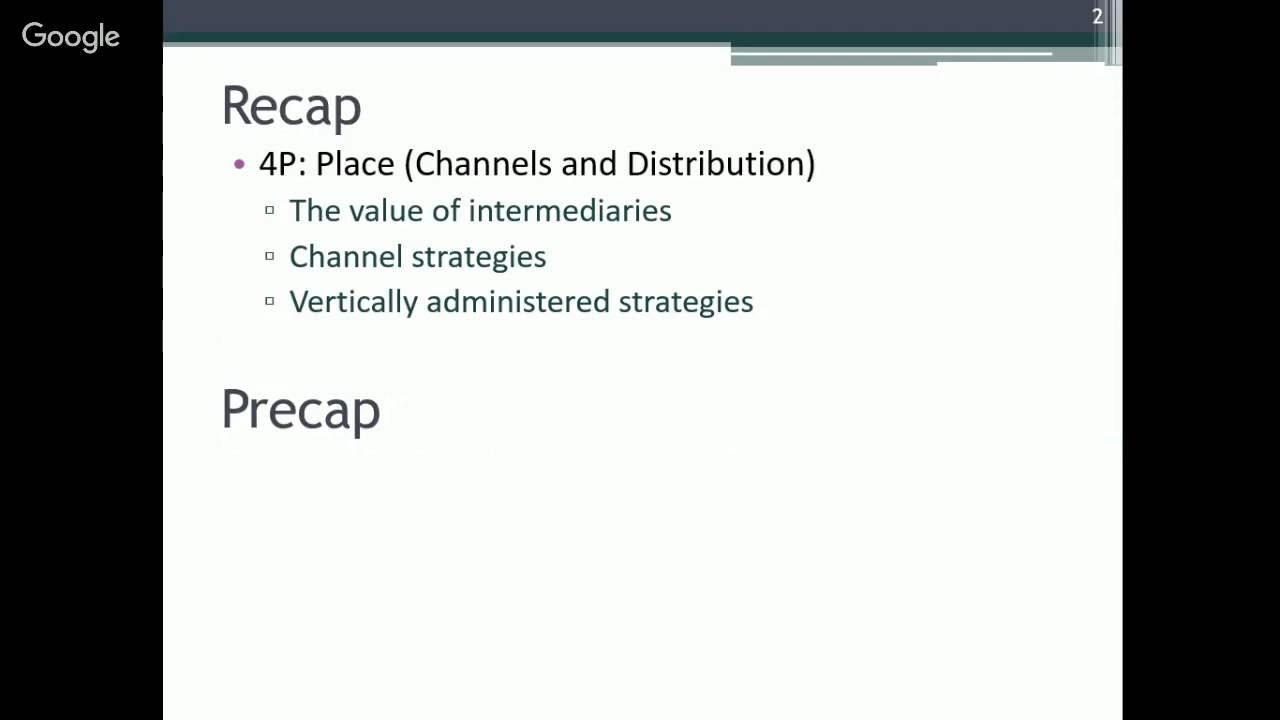 Google
2
Recap
4P: Place (Channels and Distribution)
The value of intermediaries
Channel strategies
Vertically administered strategies
Precap